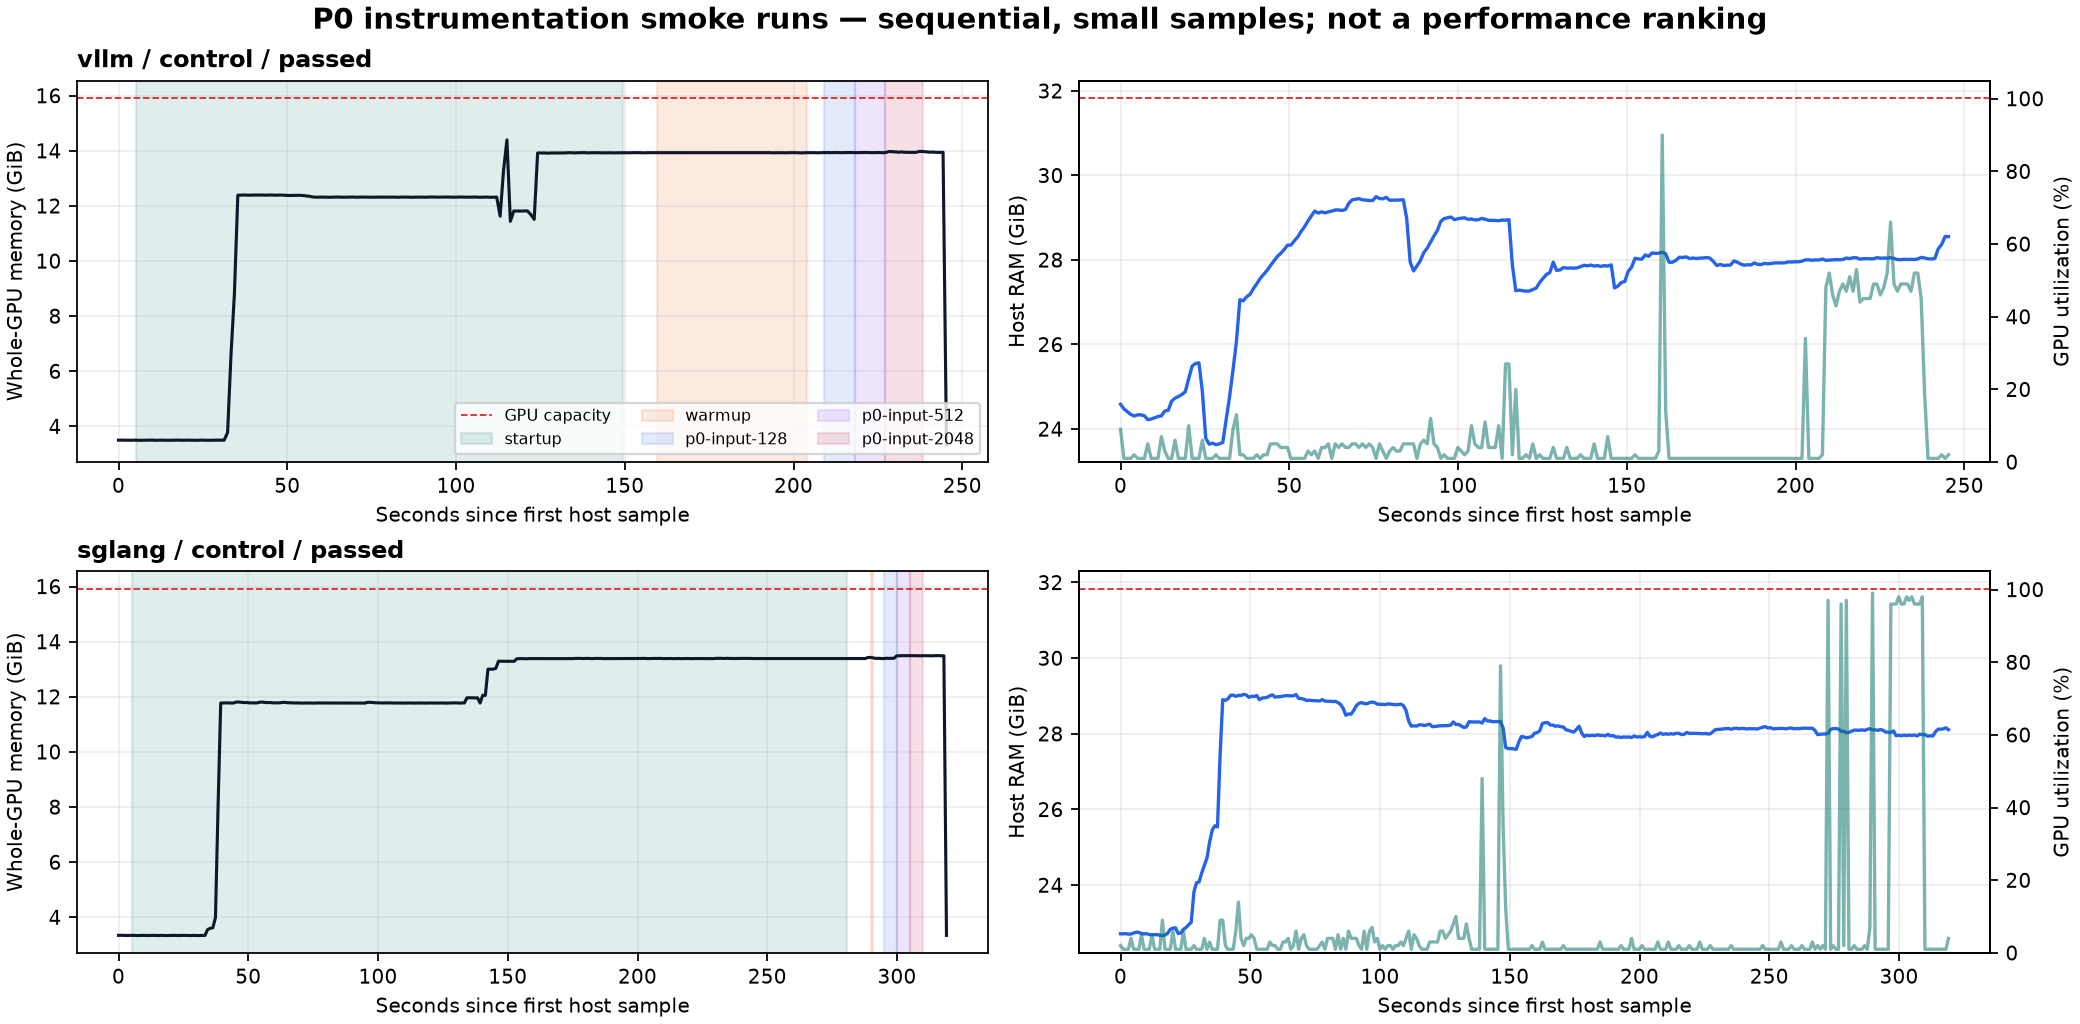 P0 instrumentation smoke runs — sequential, small samples; not a performance ranking
vllm / control / passed
Whole-GPU memory (GiB)
16
14
12
10
8
6
4
GPU capacity
startup
warmup
p0-input-128
p0-input-512
p0-input-2048
0 50 100 150 200 250
Seconds since first host sample
Host RAM (GiB)
32
30
28
26
24
GPU utilization (%)
100
80
60
40
20
0
0 50 100 150 200 250
Seconds since first host sample
sglang / control / passed
Whole-GPU memory (GiB)
16
14
12
10
8
6
4
0 50 100 150 200 250 300
Seconds since first host sample
Host RAM (GiB)
32
30
28
26
24
GPU utilization (%)
100
80
60
40
20
0
0 50 100 150 200 250 300
Seconds since first host sample